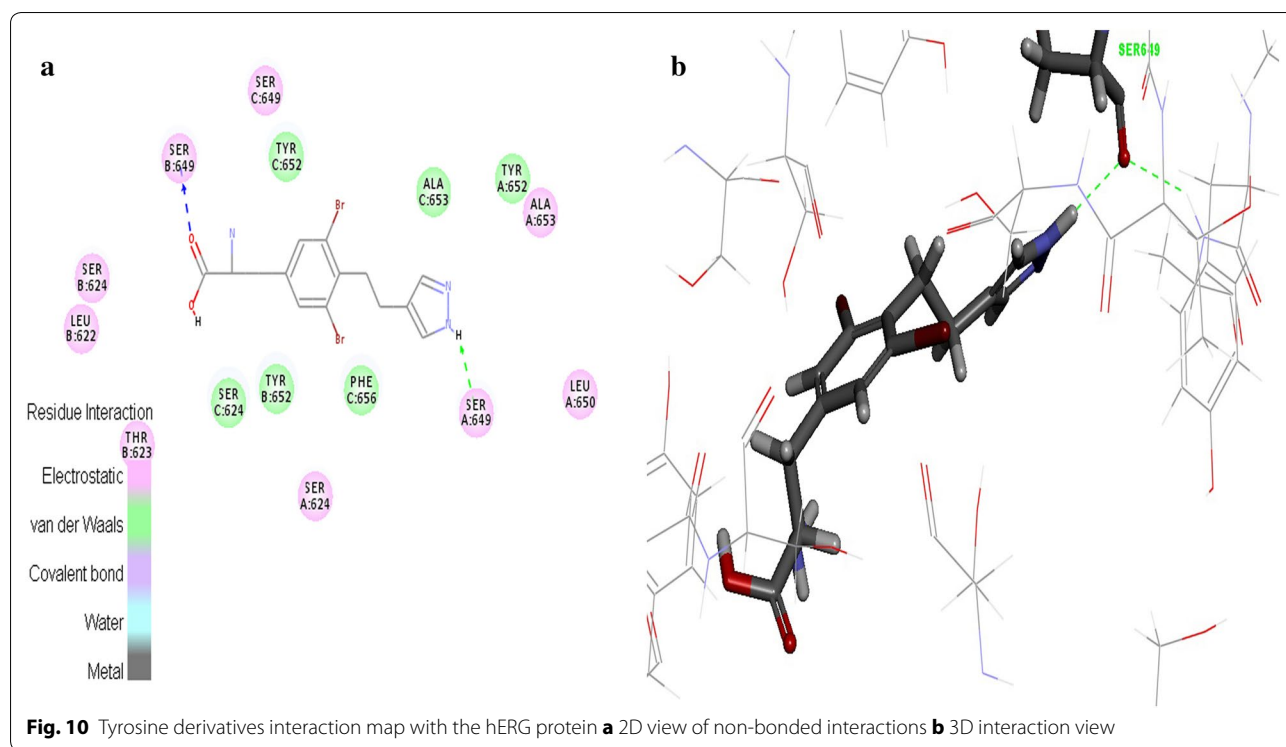 a
SER
C:649
SER
B:649
TYR
C:652
ALA
C:653
TYR
A:652
ALA
A:653
Br
N
O
O
H
N
N
H
Br
SER
B:624
LEU
B:622
SER
C:624
TYR
B:652
PHE
C:656
SER
A:649
LEU
A:650
SER
A:624
Residue Interaction
THR
B:623
Electrostatic
van der Waals
Covalent bond
Water
Metal
b
SER649
Fig. 10 Tyrosine derivatives interaction map with the hERG protein a 2D view of non-bonded interactions b 3D interaction view